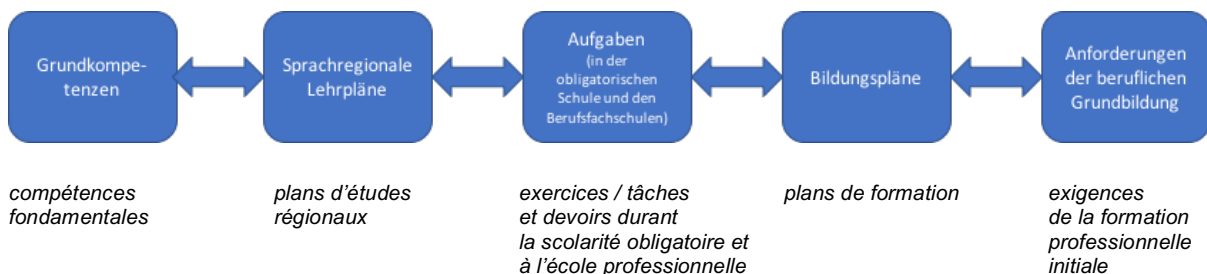 Grundkompe-
tenzen
Sprachregionale
Lehrpläne
Aufgaben
(in der
obligatorischen
Schule und den
Berufsfachschulen)
Bildungspläne
Anforderungen
der beruflichen
Grundbildung
compétences
fondamentales
plans d’études
régionaux
exercices / tâches
et devoirs durant
la scolarité obligatoire et
à l’école professionnelle
plans de formation
exigences
de la formation
professionnelle
initiale